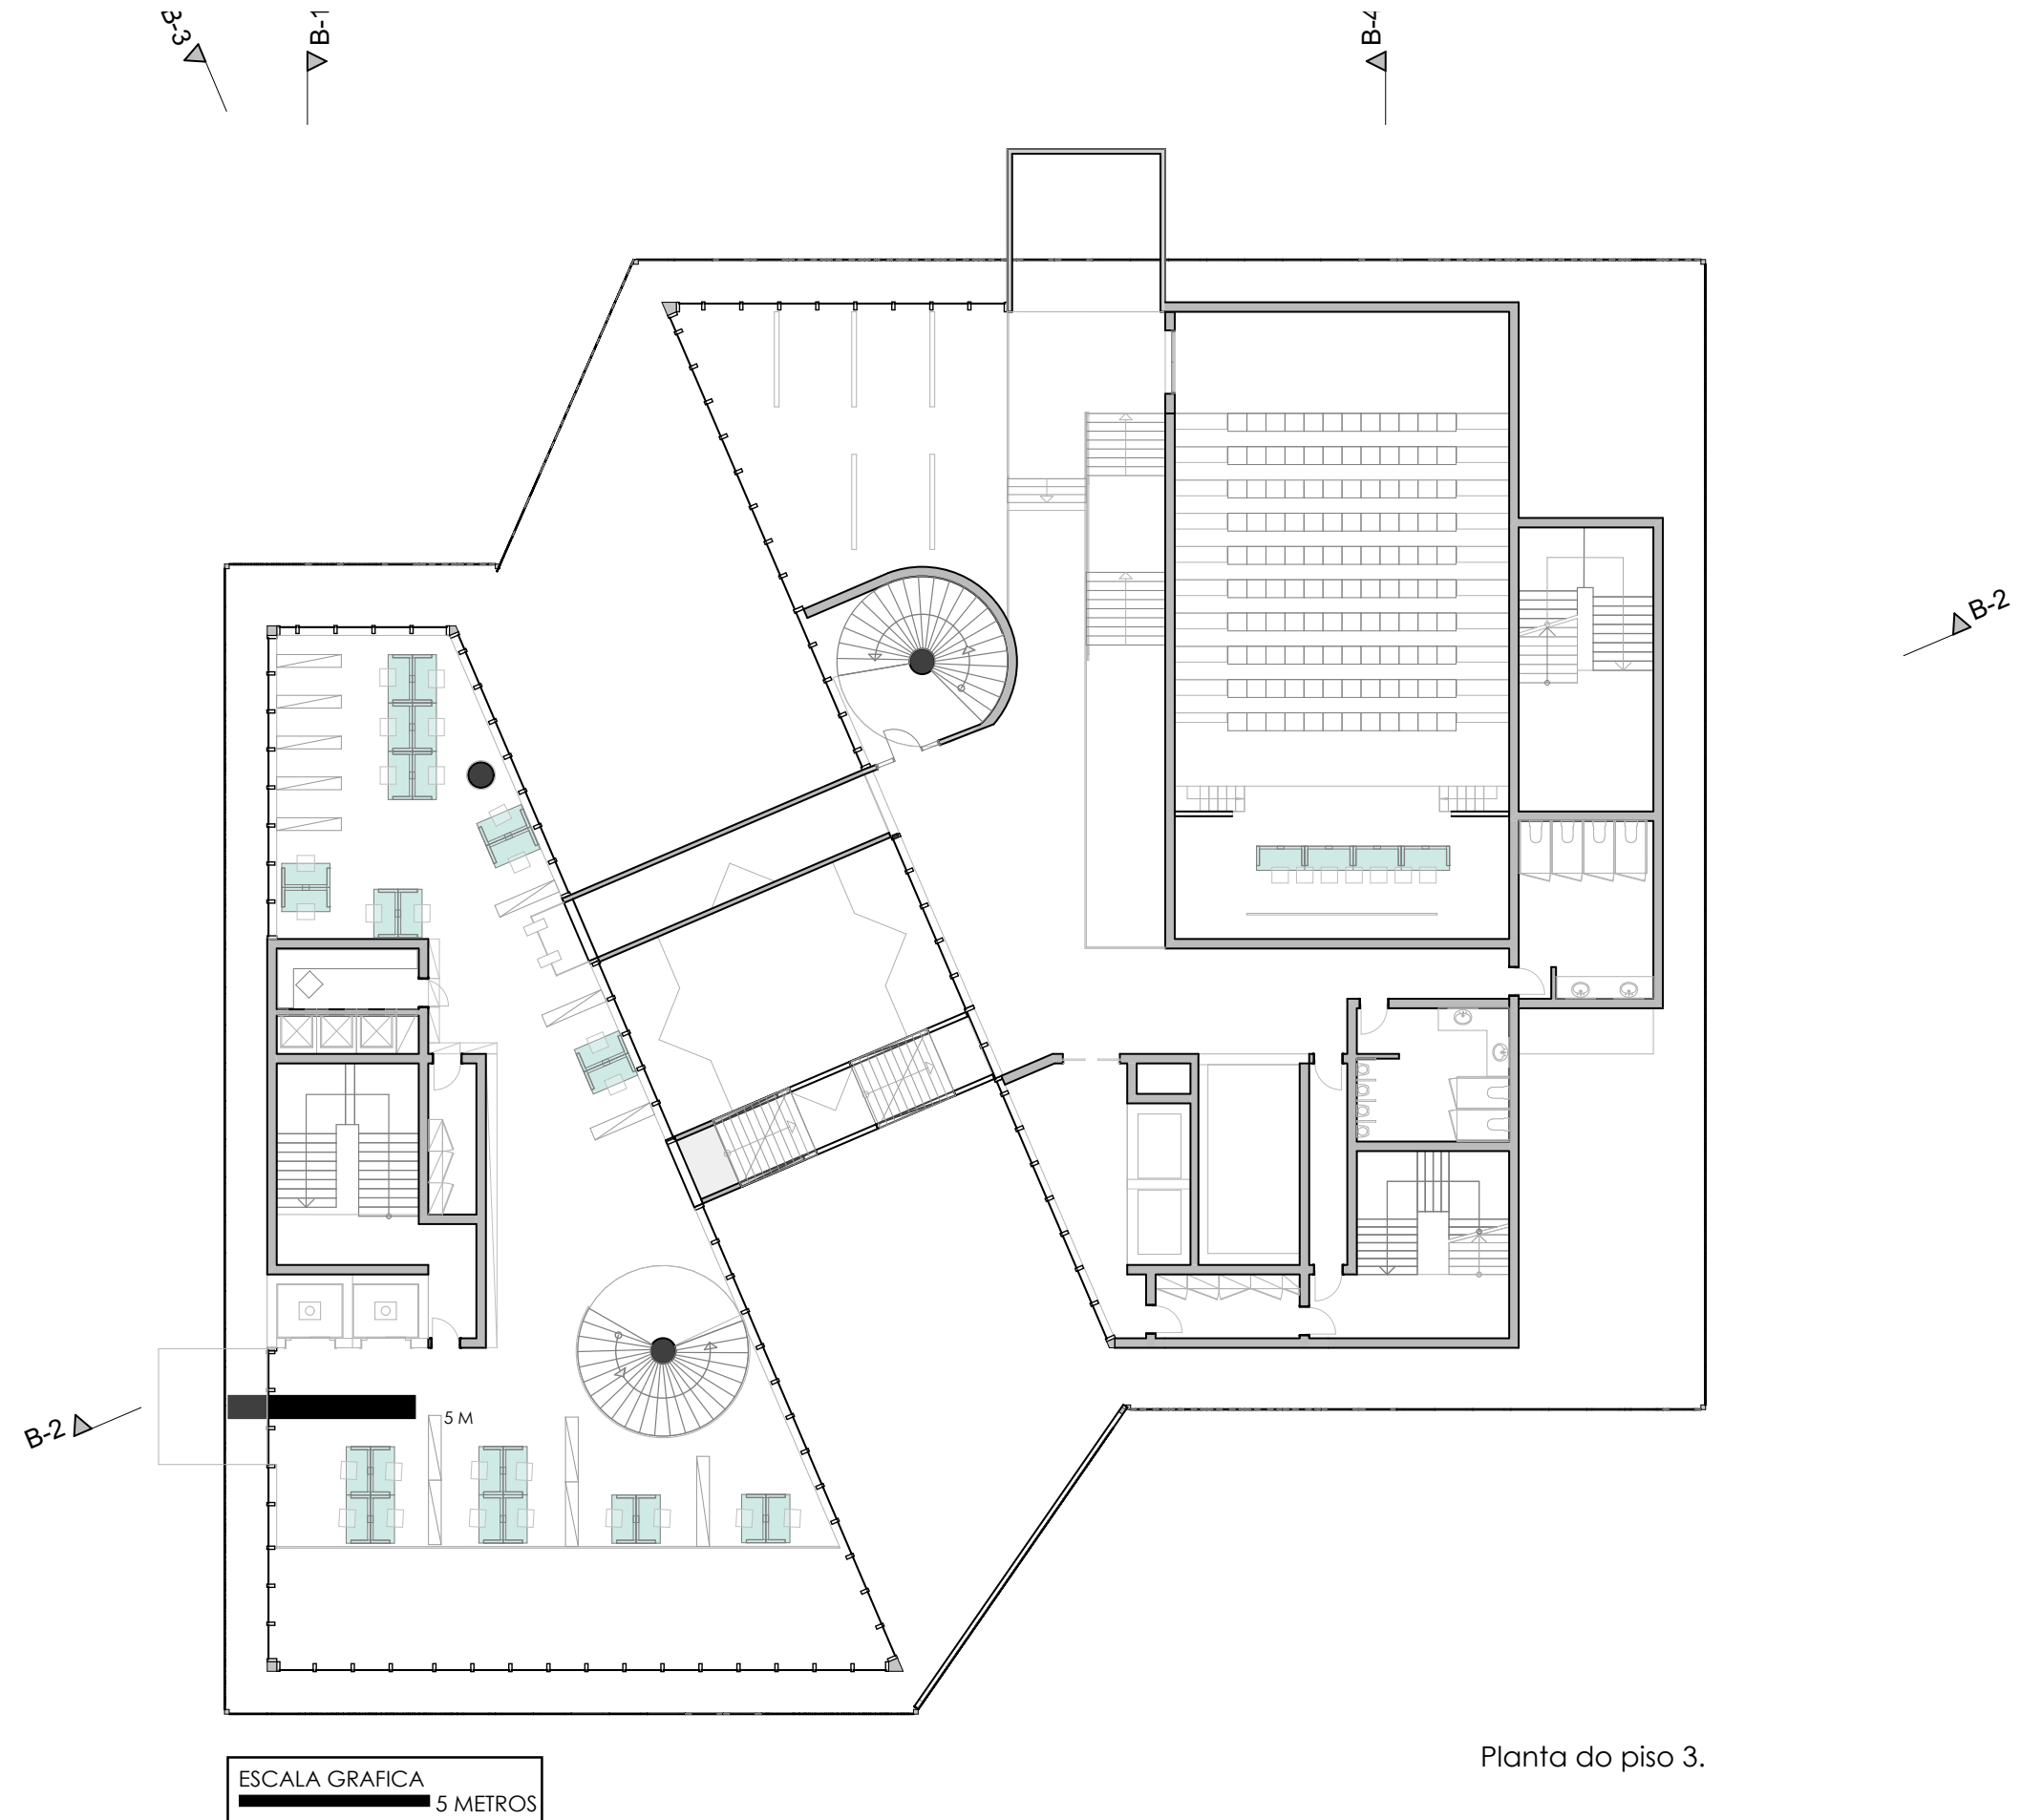 B-3
B-1
B-4
B-2
B-2
5 M
Planta do piso 3.
ESCALA GRAFICA
5 METROS